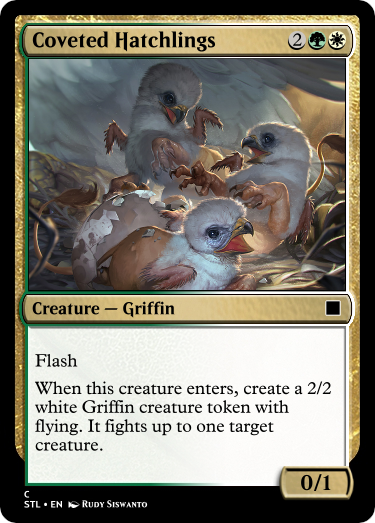 Coveted Hatchlings 2
Creature — Griffin
Flash
When this creature enters, create a 2/2
white Griffin creature token with
flying. It fights up to one target
creature.
0/1
C
STL • EN Rudy Siswanto